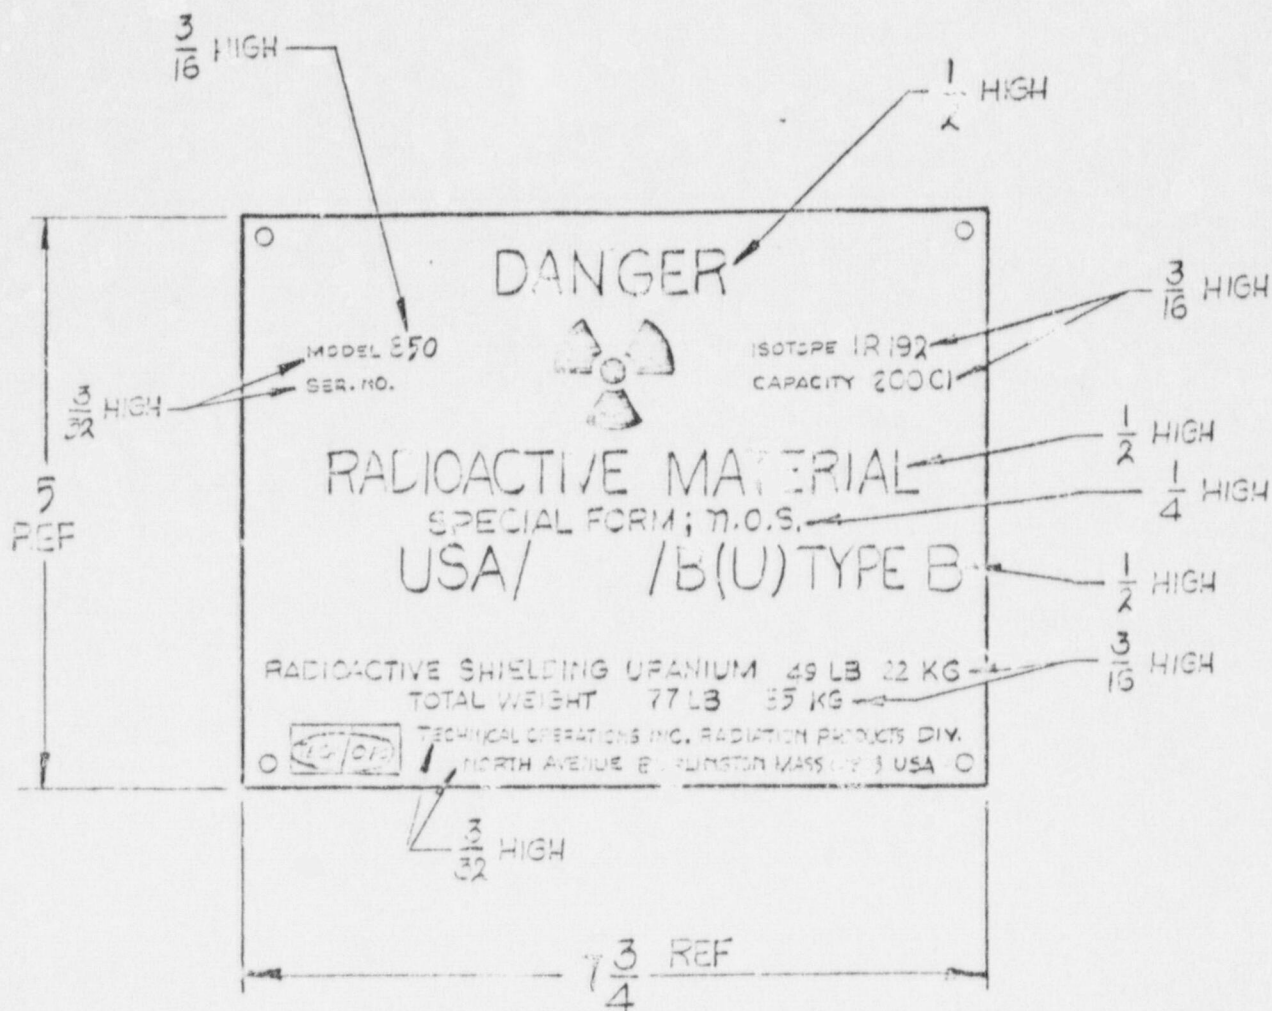 3/16 HIGH
1/2 HIGH
DANGER
3/16 HIGH
MODEL 850
ISOTOPE IR 192
SER. NO.
CAPACITY 200 CI
3/32 HIGH
1/2 HIGH
RADIOACTIVE MATERIAL
1/4 HIGH
SPECIAL FORM; n.O.S.
5
REF
USA/ /B(U) TYPE B
1/2 HIGH
RADIOACTIVE SHIELDING URANIUM 49 LB 22 KG
3/16 HIGH
TOTAL WEIGHT 77 LB 35 KG
TECHNICAL OPERATIONS INC. RADIATION PRODUCTS DIV.
NORTH AVENUE BURLINGTON MASS USA
3/32 HIGH
7 3/4 REF